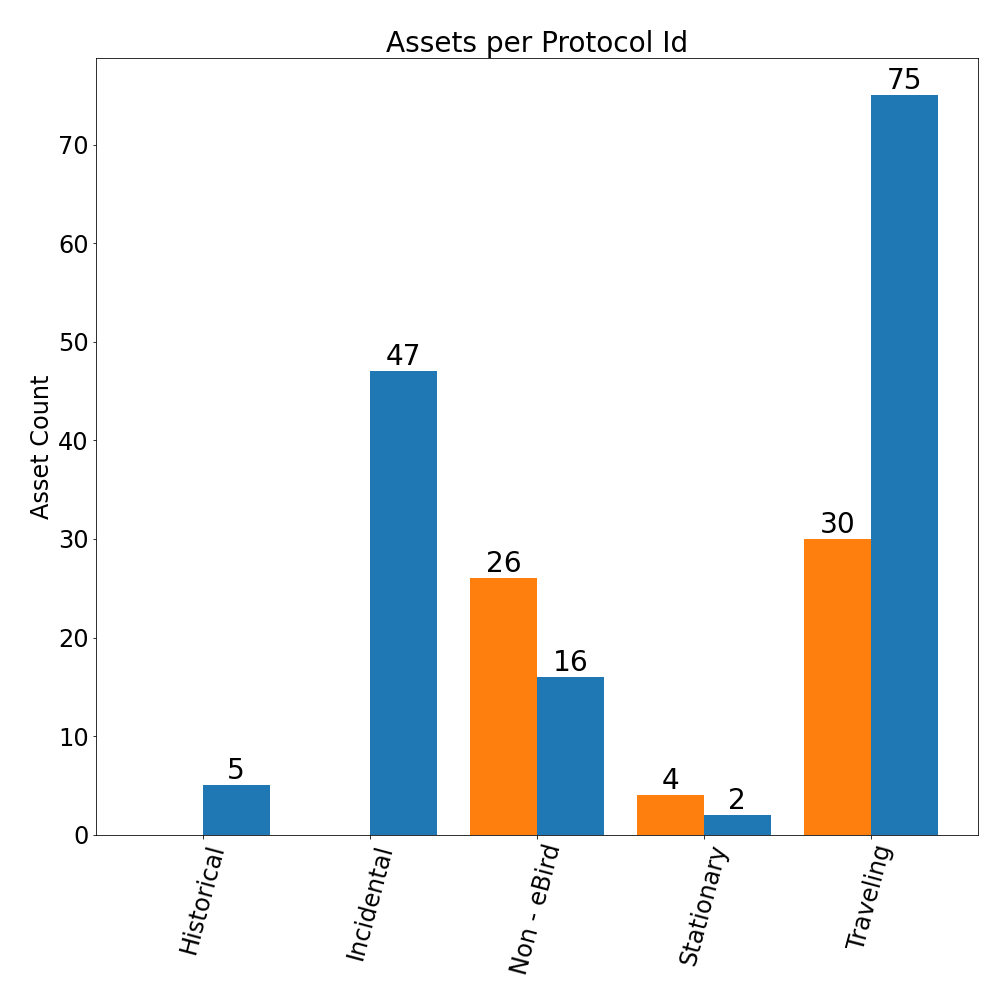 Assets per Protocol Id
Asset Count
70
60
50
40
30
20
10
0
5
47
26
16
4
2
30
75
Historical
Incidental
Non - eBird
Stationary
Traveling